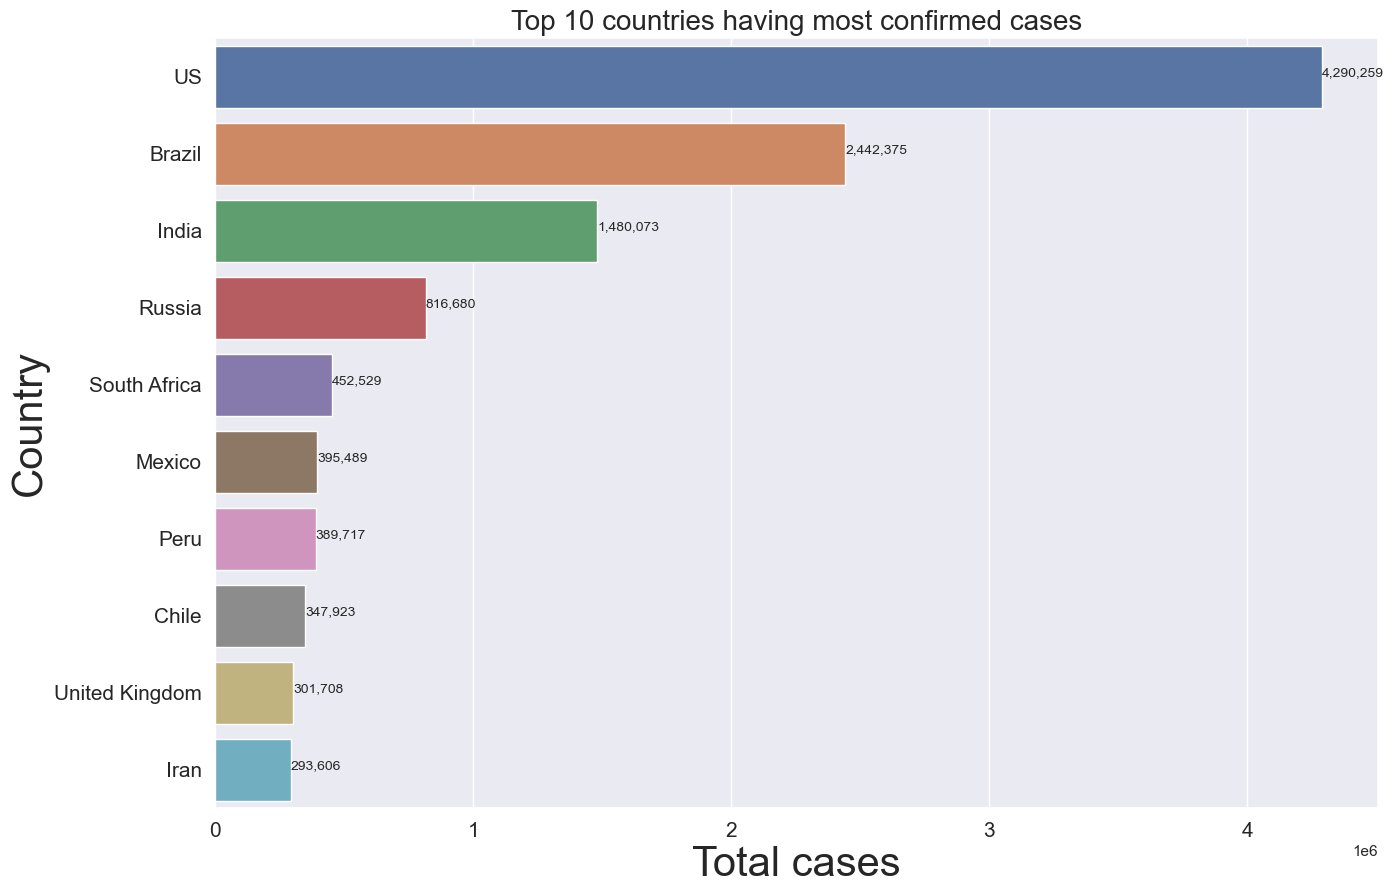 Top 10 countries having most confirmed cases
US
4,290,259
Brazil
2,442,375
India
1,480,073
Russia
816,680
South Africa
452,529
Mexico
395,489
Peru
389,717
Chile
347,923
United Kingdom
301,708
Iran
293,606
Country
0 1 2 3 4
1e6
Total cases